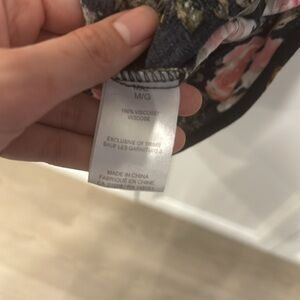 M/G
100% VISCOSE/
VISCOSE
EXCLUSIVE OF TRIMS/
SAUF LES GARNITURES
MADE IN CHINA
FABRIQUÉ EN CHINE